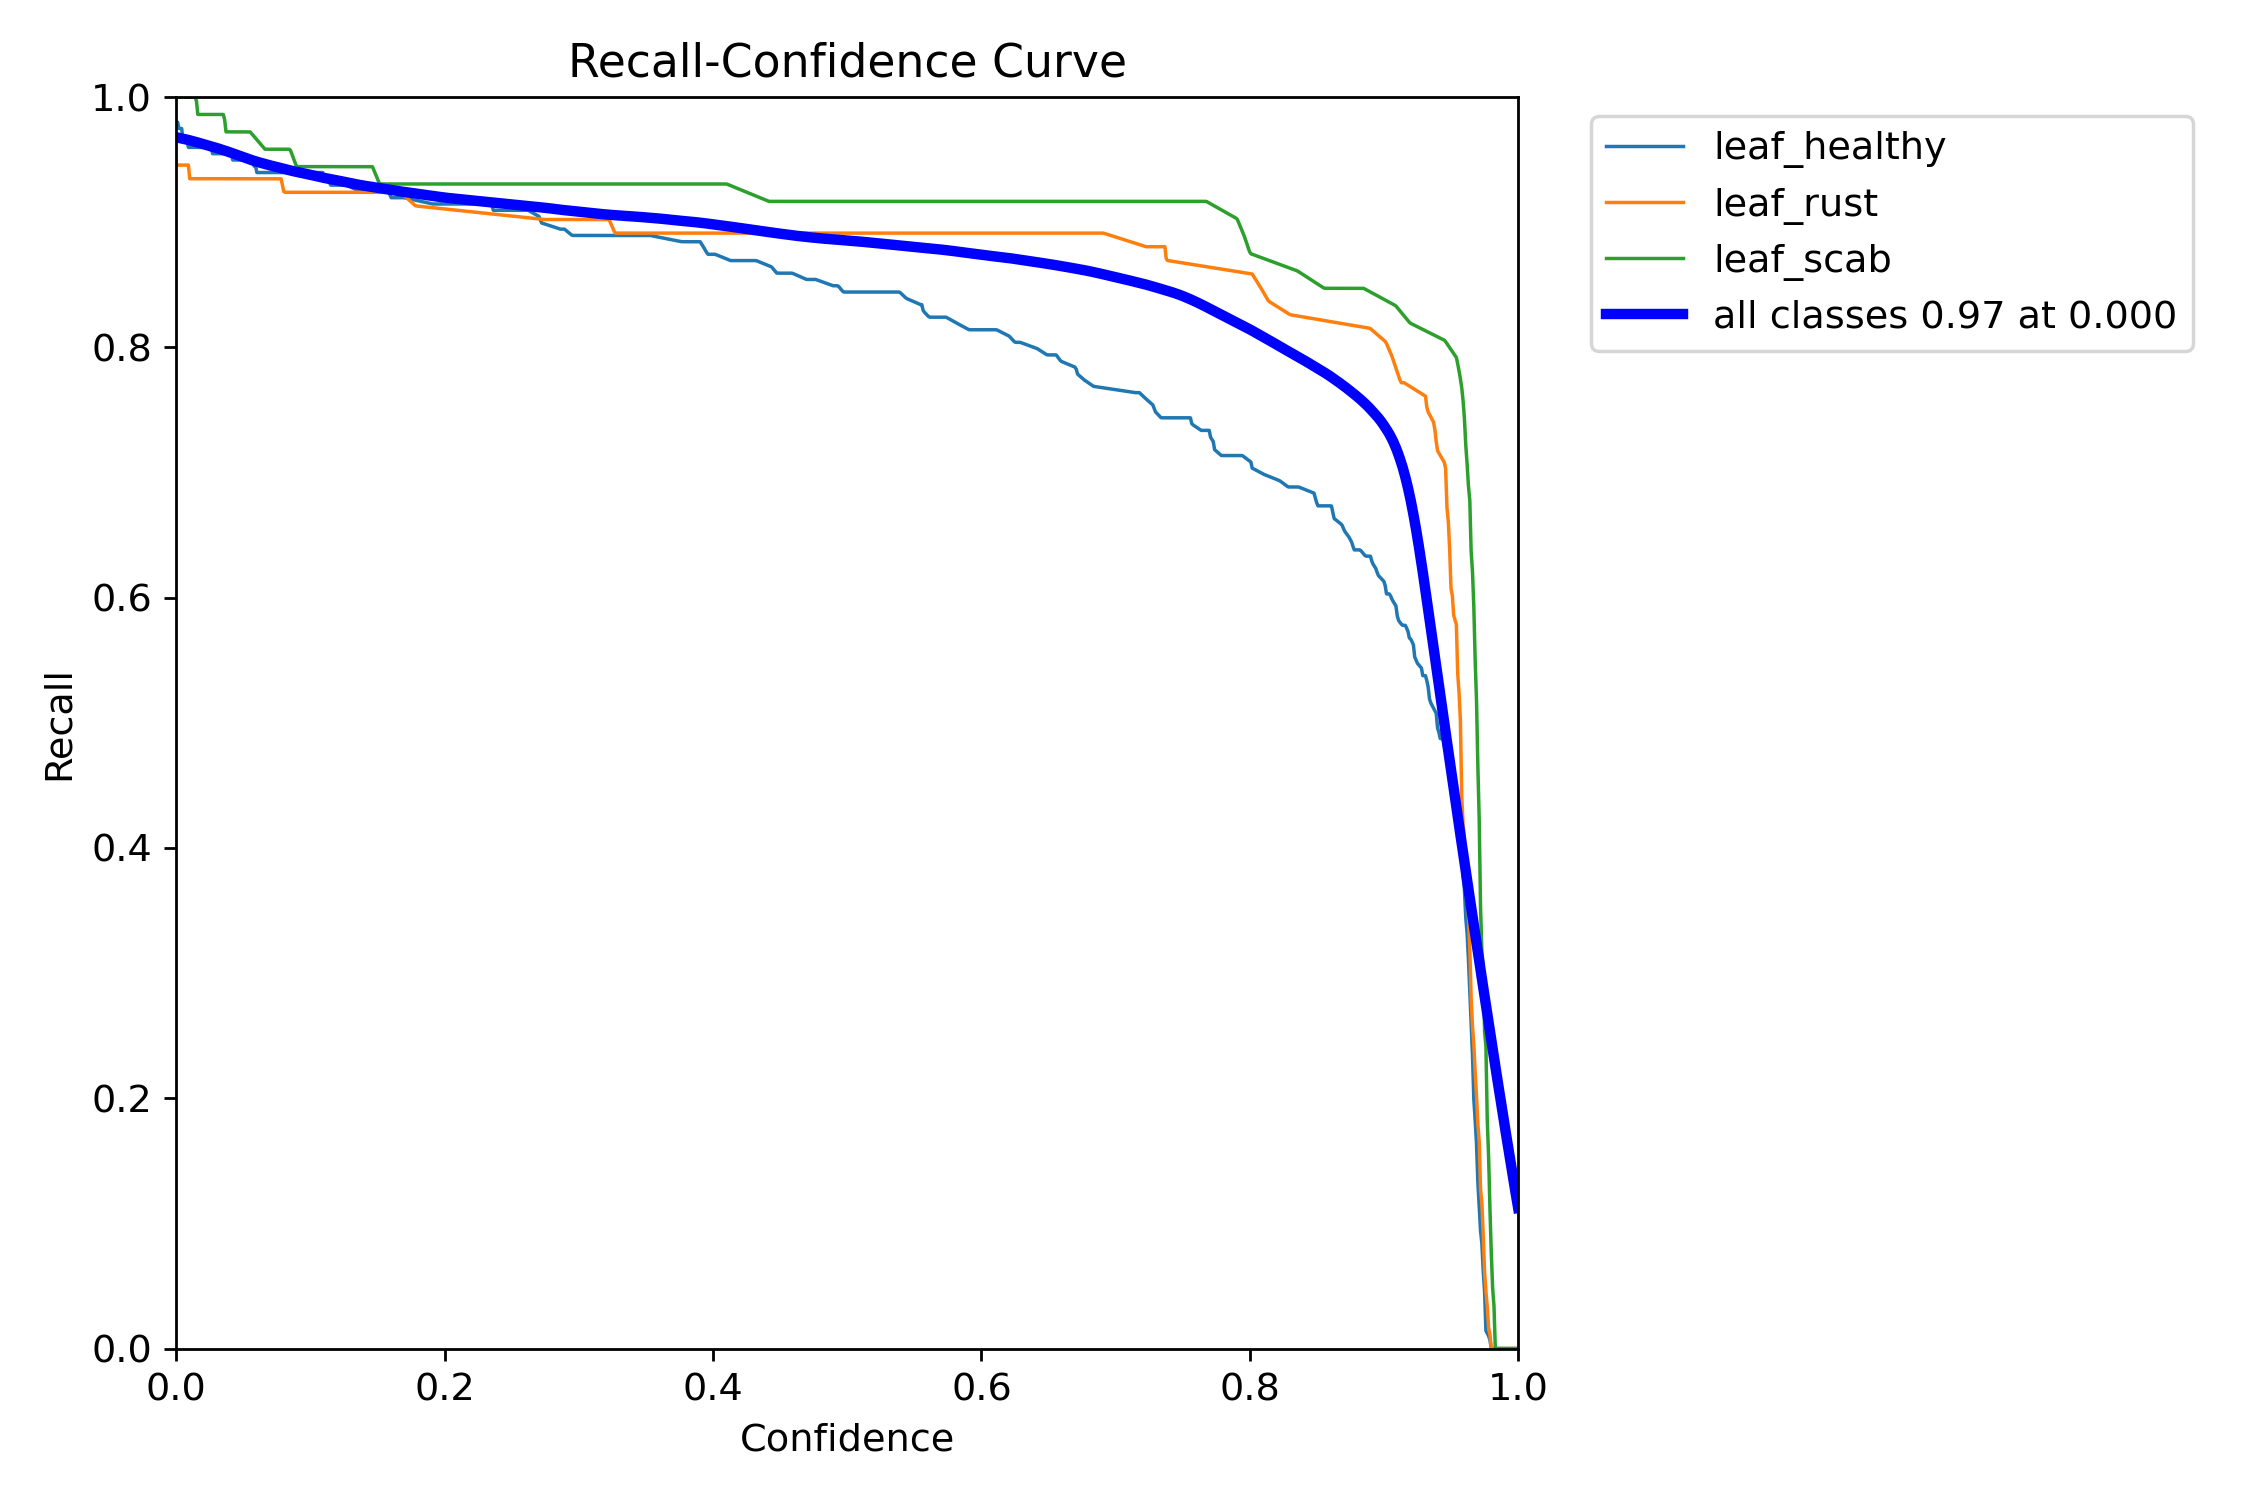 Recall-Confidence Curve
1.0
0.8
0.6
0.4
0.2
0.0
Recall
0.0 0.2 0.4 0.6 0.8 1.0
Confidence
leaf_healthy
leaf_rust
leaf_scab
all classes 0.97 at 0.000